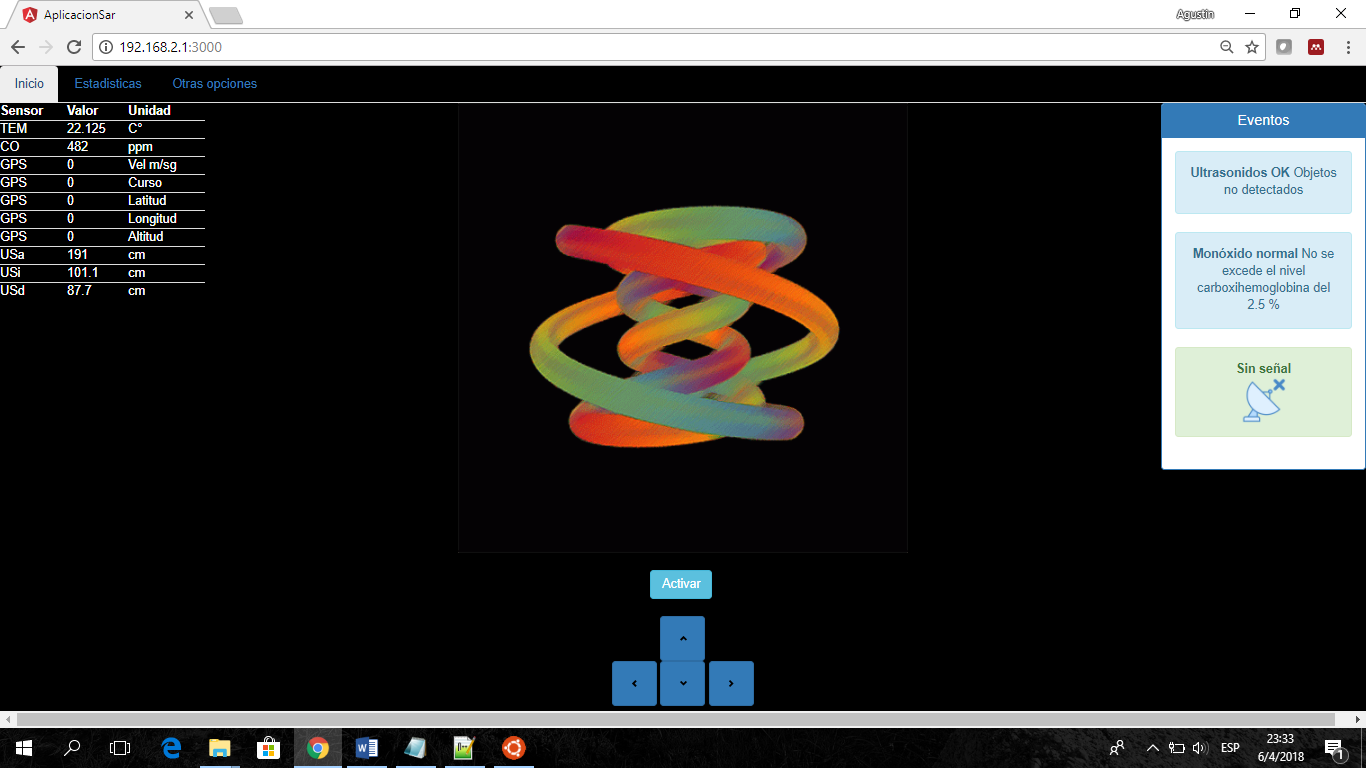 AplicacionSar
Agustin
192.168.2.1:3000
Inicio Estadisticas Otras opciones
Sensor Valor Unidad
TEM 22.125 C°
CO 482 ppm
GPS 0 Vel m/sg
GPS 0 Curso
GPS 0 Latitud
GPS 0 Longitud
GPS 0 Altitud
USa 191 cm
USi 101.1 cm
USd 87.7 cm
Eventos
Ultrasonidos OK Objetos
no detectados
Monóxido normal No se
excede el nivel
carboxihemoglobina del
2.5 %
Sin señal
Activar
ESP
23:33
6/4/2018
1